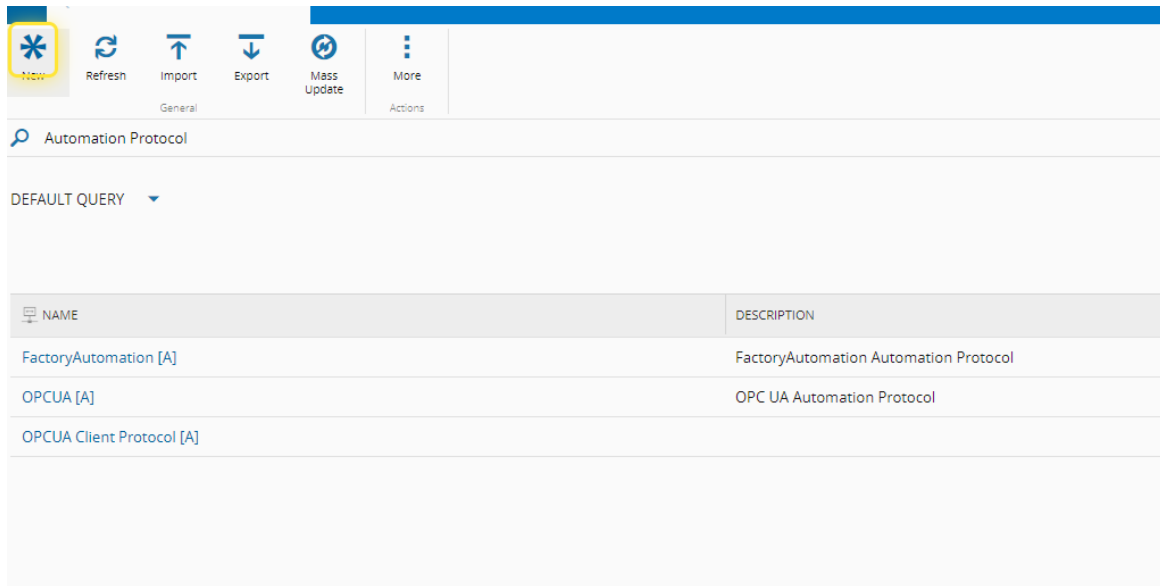 New Refresh Import Export Mass Update More
General Actions
Automation Protocol
DEFAULT QUERY
NAME DESCRIPTION
FactoryAutomation [A] FactoryAutomation Automation Protocol
OPCUA [A] OPC UA Automation Protocol
OPCUA Client Protocol [A]